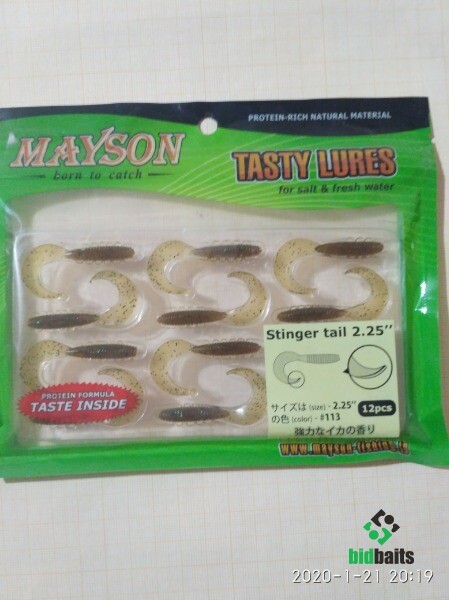 PROTEIN-RICH NATURAL MATERIAL
MAYSON
born to catch
TASTY LURES
for salt & fresh water
Stinger tail 2.25"
12pcs
サイズは (size) - 2.25"
の色 (color) - #113
強力なイカの香り
PROTEIN FORMULA
TASTE INSIDE
bidbaits
2020-1-21 20:19